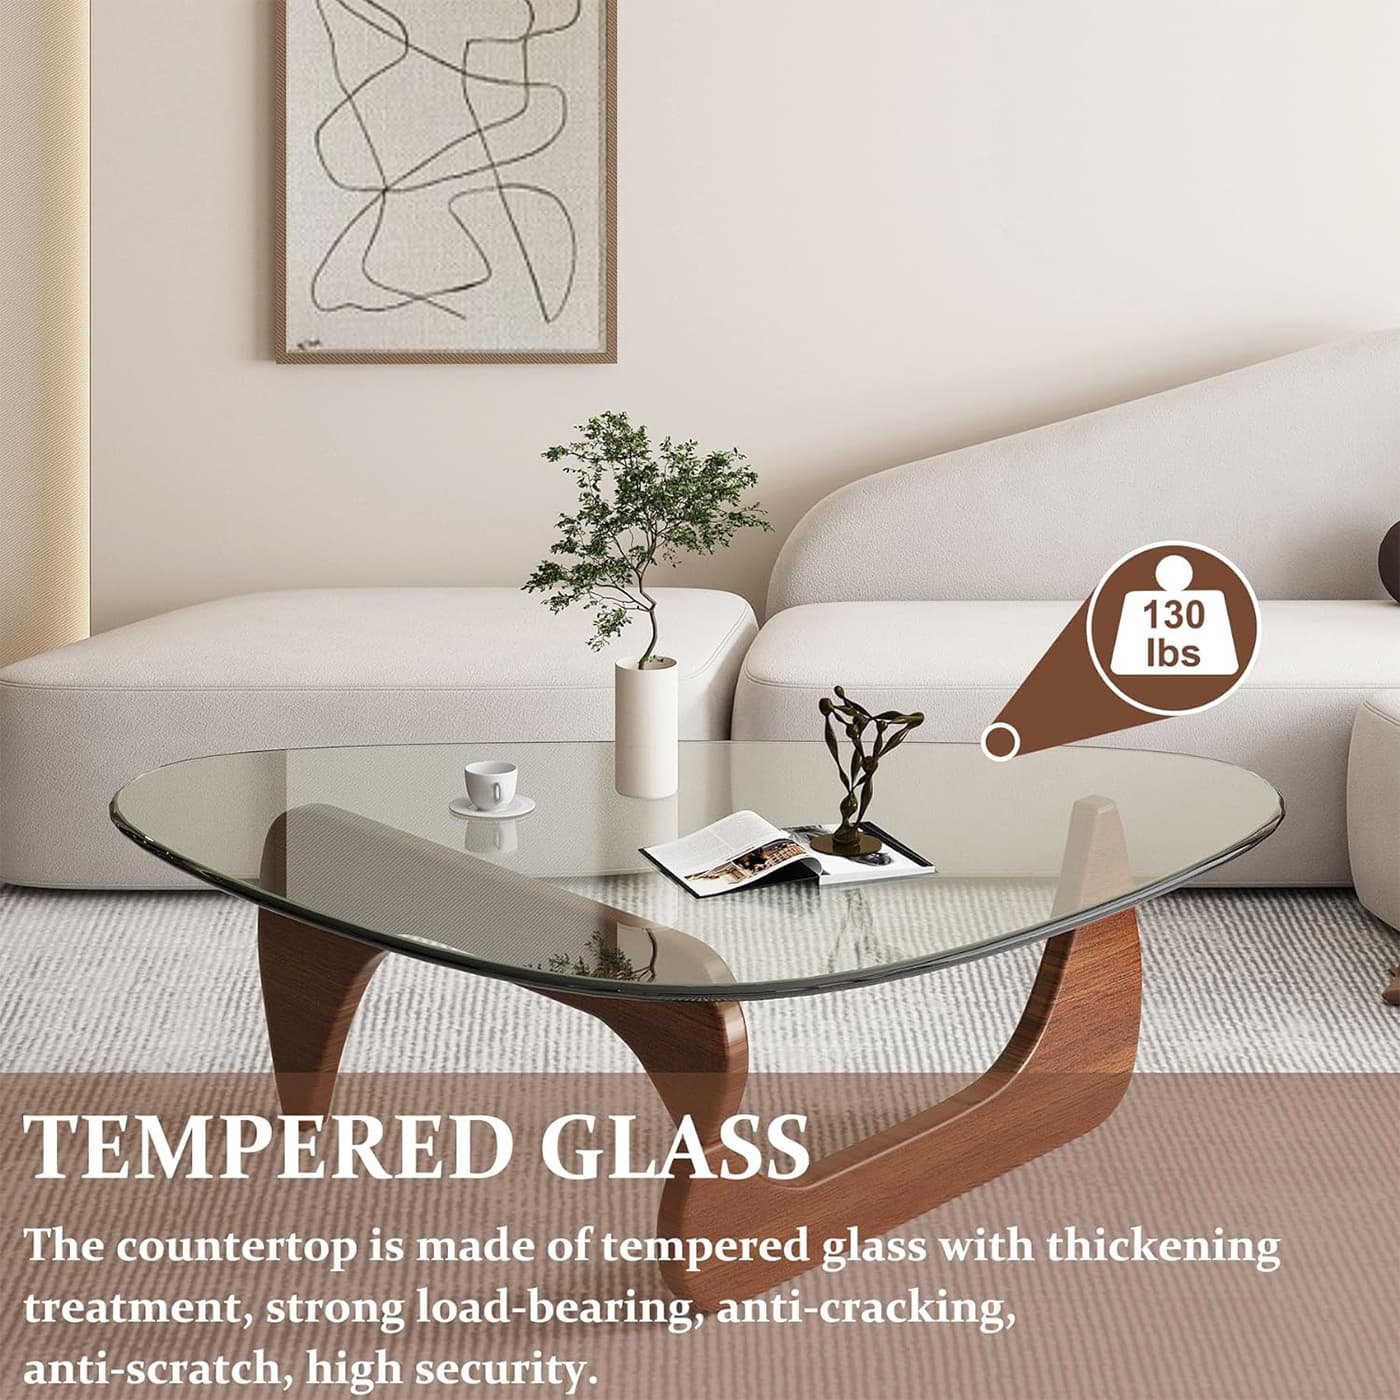 130
lbs
TEMPERED GLASS
The countertop is made of tempered glass with thickening
treatment, strong load-bearing, anti-cracking,
anti-scratch, high security.